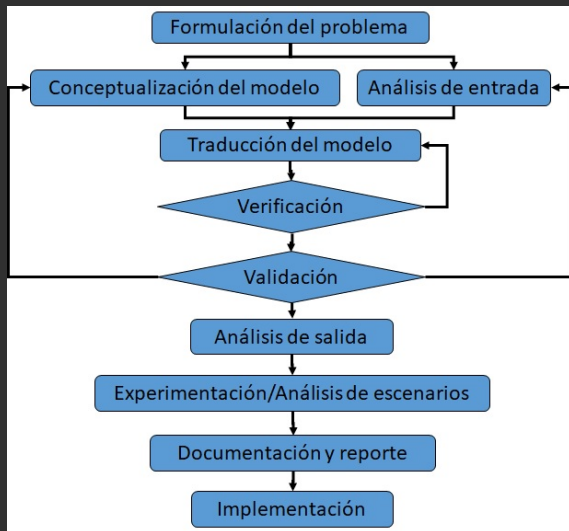 Formulación del problema
Conceptualización del modelo
Análisis de entrada
Traducción del modelo
Verificación
Validación
Análisis de salida
Experimentación/Análisis de escenarios
Documentación y reporte
Implementación